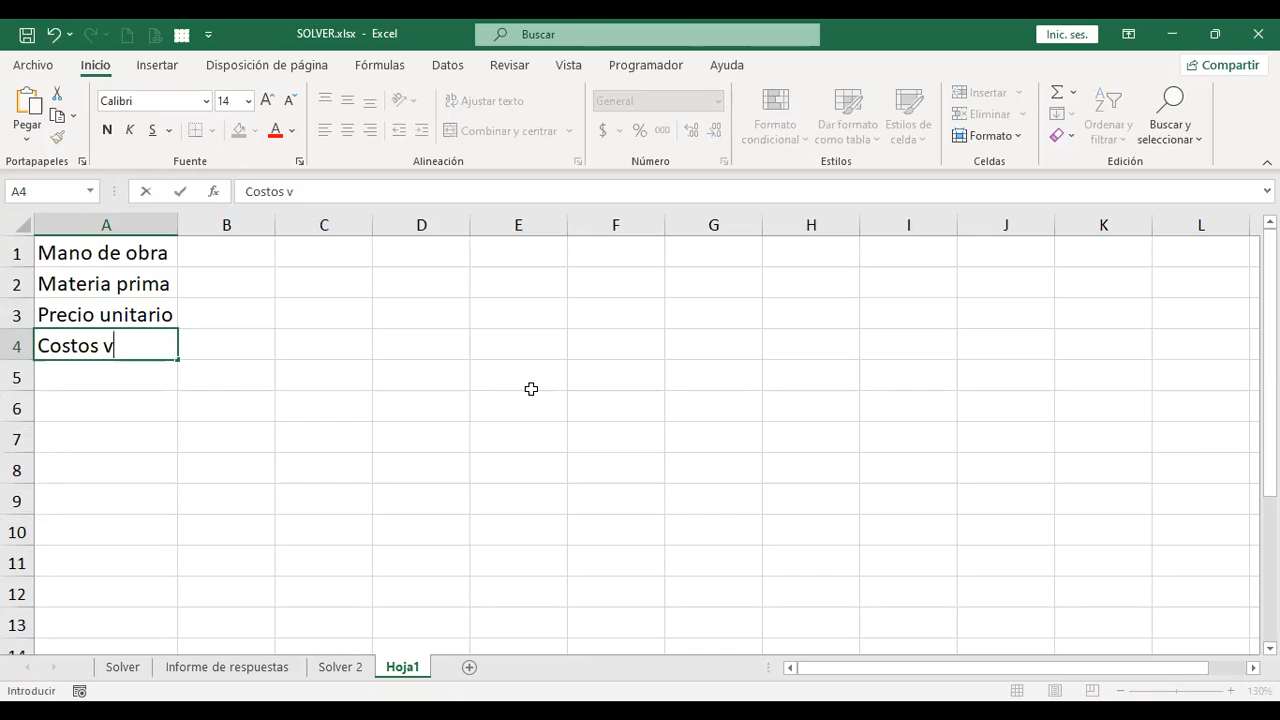 SOLVER.xlsx - Excel
Buscar
Inic. ses.
Archivo Inicio Insertar Disposición de página Fórmulas Datos Revisar Vista Programador Ayuda
Compartir
Pegar
Portapapeles
Calibri 14
N K S
A
Fuente
Ajustar texto
Combinar y centrar
Alineación
General
$ % 000
Número
Formato condicional
Dar formato como tabla
Estilos de celda
Estilos
Insertar
Eliminar
Formato
Celdas
Ordenar y filtrar
Buscar y seleccionar
Edición
A4
fx
Costos v
A B C D E F G H I J K L
1 Mano de obra
2 Materia prima
3 Precio unitario
4 Costos v
5
6
7
8
9
10
11
12
13
Solver Informe de respuestas Solver 2 Hoja1
Introducir
130%